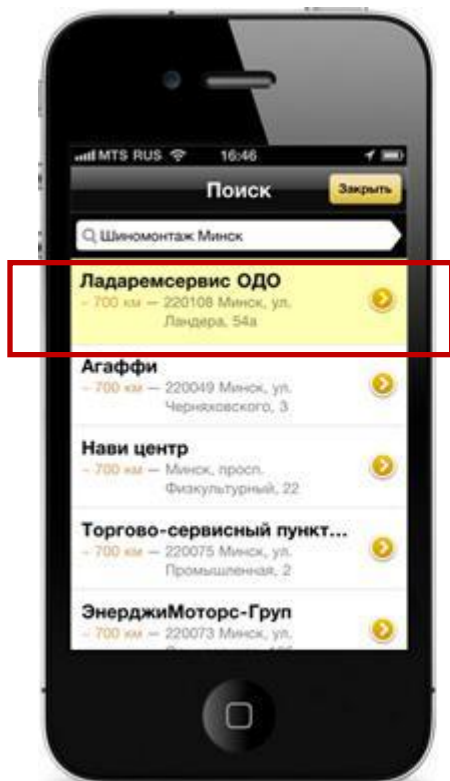 MTS RUS 16:46
Поиск
Закрыть
Шиномонтаж Минск
Ладаремсервис ОДО
~ 700 км — 220108 Минск, ул.
Ландера, 54а
Агаффи
~ 700 км — 220049 Минск, ул.
Черняховского, 3
Нави центр
~ 700 км — Минск, просп.
Физкультурный, 22
Торгово-сервисный пункт...
~ 700 км — 220075 Минск, ул.
Промышленная, 2
ЭнерджиМоторс-Груп
~ 700 км — 220073 Минск, ул.